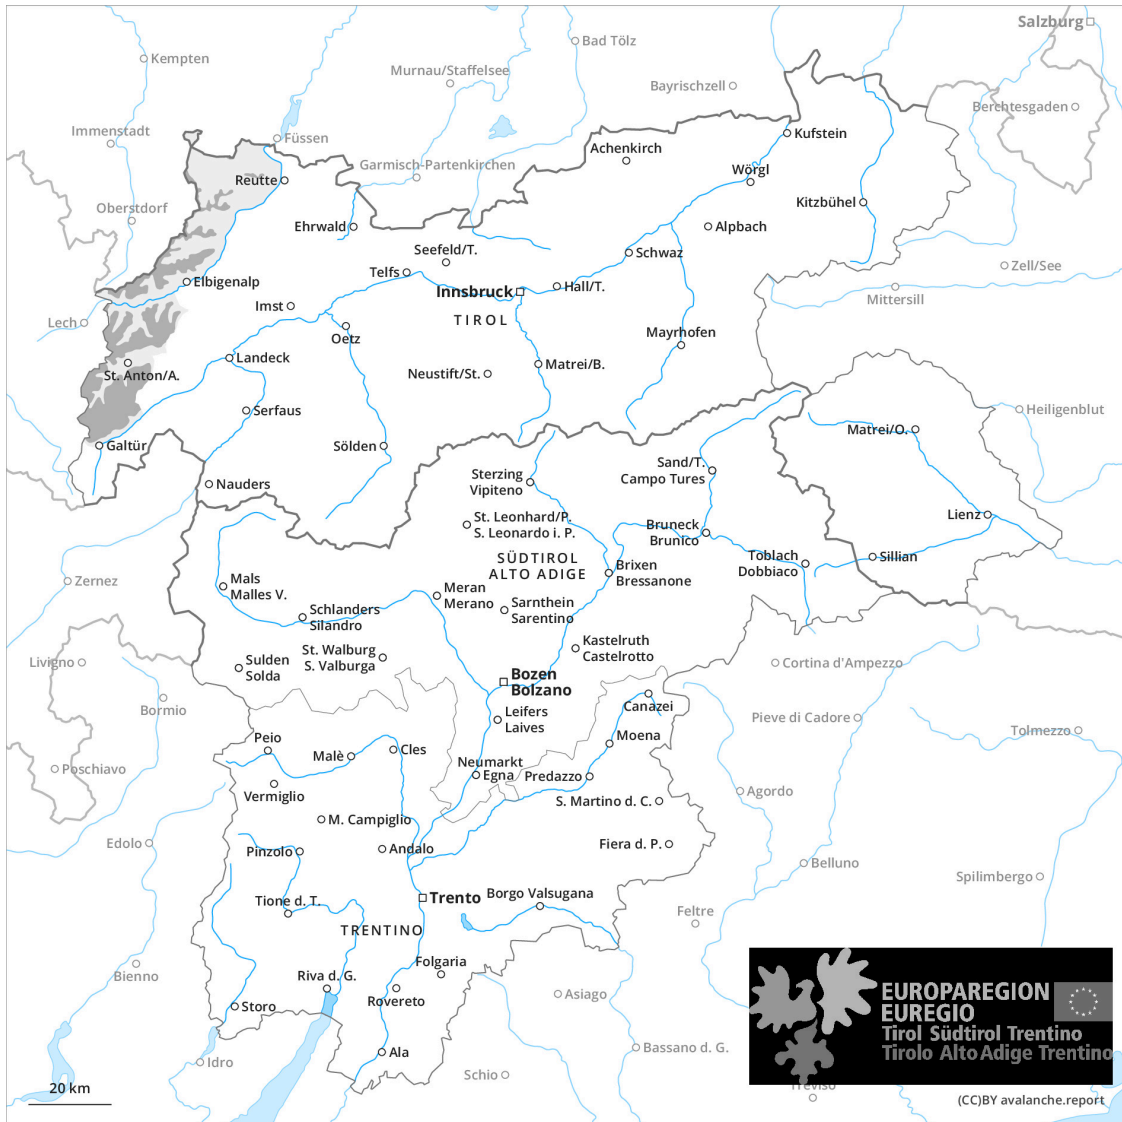 Salzburg
Bad Tölz
Kempten
Murnau/Staffelsee
Bayrischzell
Berchtesgaden
Immenstadt
Füssen
Kufstein
Achenkirch
Garmisch-Partenkirchen
Wörgl
Reutte
Kitzbühel
Oberstdorf
Ehrwald
Alpbach
Seefeld/T.
Schwaz
Telfs
Zell/See
Elbigenalp
Hall/T.
Innsbruck
Mittersill
Imst
Lech
TIROL
Oetz
Mayrhofen
Landeck
Matrei/B.
St. Anton/A.
Neustift/St.
Serfaus
Heiligenblut
Matrei/O.
Galtür
Sölden
Sand/T.
Campo Tures
Sterzing
Vipiteno
Nauders
St. Leonhard/P.
S. Leonardo i. P.
Lienz
Bruneck
Brunico
SÜDTIROL
ALTO ADIGE
Toblach
Dobbiaco
Sillian
Brixen
Bressanone
Zernez
Mals
Malles V.
Meran
Merano
Sarnthein
Sarentino
Schlanders
Silandro
Kastelruth
Castelrotto
St. Walburg
S. Valburga
Livigno
Sulden
Solda
Cortina d'Ampezzo
Bozen
Bolzano
Canazei
Bormio
Leifers
Laives
Pieve di Cadore
Tolmezzo
Moena
Peio
Malè
Cles
Neumarkt
Egna
Predazzo
Poschiavo
Vermiglio
Agordo
S. Martino d. C.
M. Campiglio
Edolo
Pinzolo
Andalo
Fiera d. P.
Belluno
Spilimbergo
Borgo Valsugana
Trento
Tione d. T.
Feltre
TRENTINO
Folgaria
Bienno
Riva d. G.
Rovereto
Asiago
Storo
EUROPAREGION
EUREGIO
Tirol Südtirol Trentino
Tirolo Alto Adige Trentino
Ala
Idro
Bassano d. G.
Schio
Treviso
20 km
(CC)BY avalanche.report